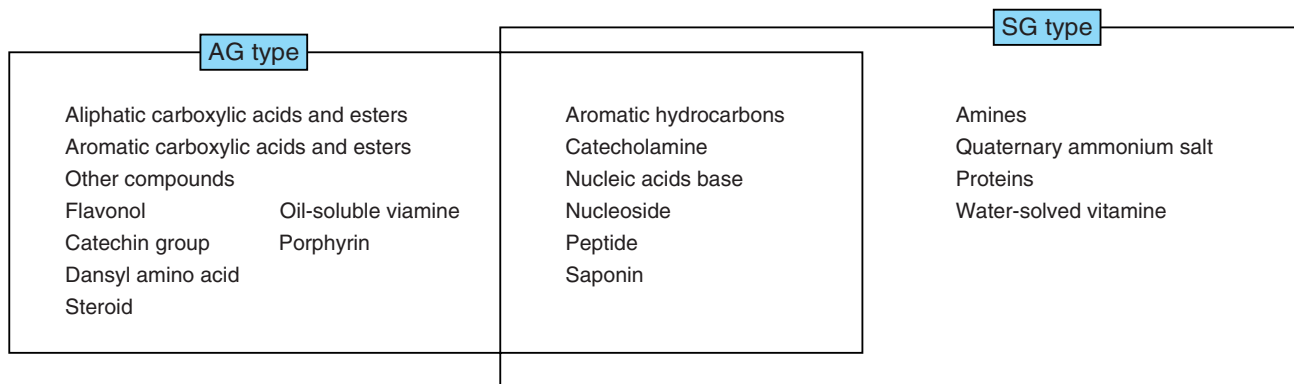 AG type
SG type
Aliphatic carboxylic acids and esters
Aromatic carboxylic acids and esters
Other compounds
Flavonol Oil-soluble viamine
Catechin group Porphyrin
Dansyl amino acid
Steroid
Aromatic hydrocarbons
Catecholamine
Nucleic acids base
Nucleoside
Peptide
Saponin
Amines
Quaternary ammonium salt
Proteins
Water-solved vitamine